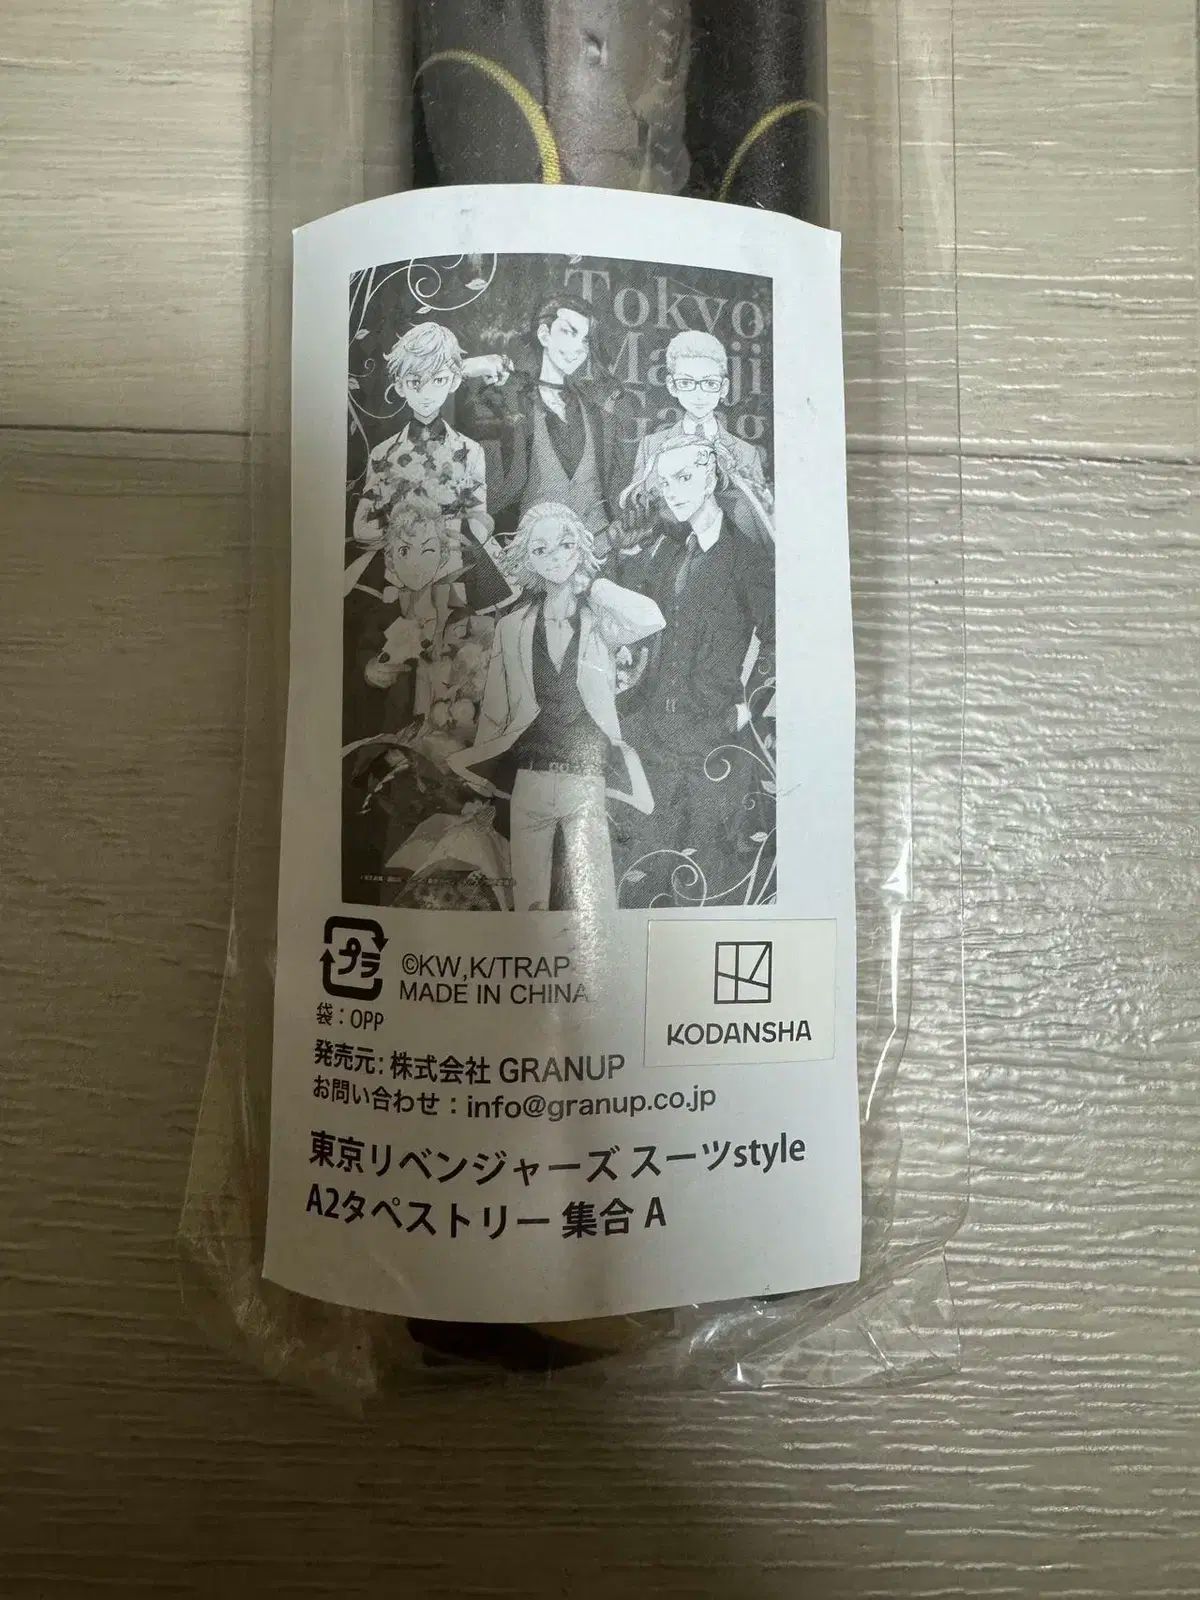 Tokyo
Manji
Gang
プラ
©KW,K/TRAP
MADE IN CHINA
袋：OPP
KODANSHA
発売元：株式会社 GRANUP
お問い合わせ：info@granup.co.jp
東京リベンジャーズ スーツstyle
A2タペストリー 集合 A